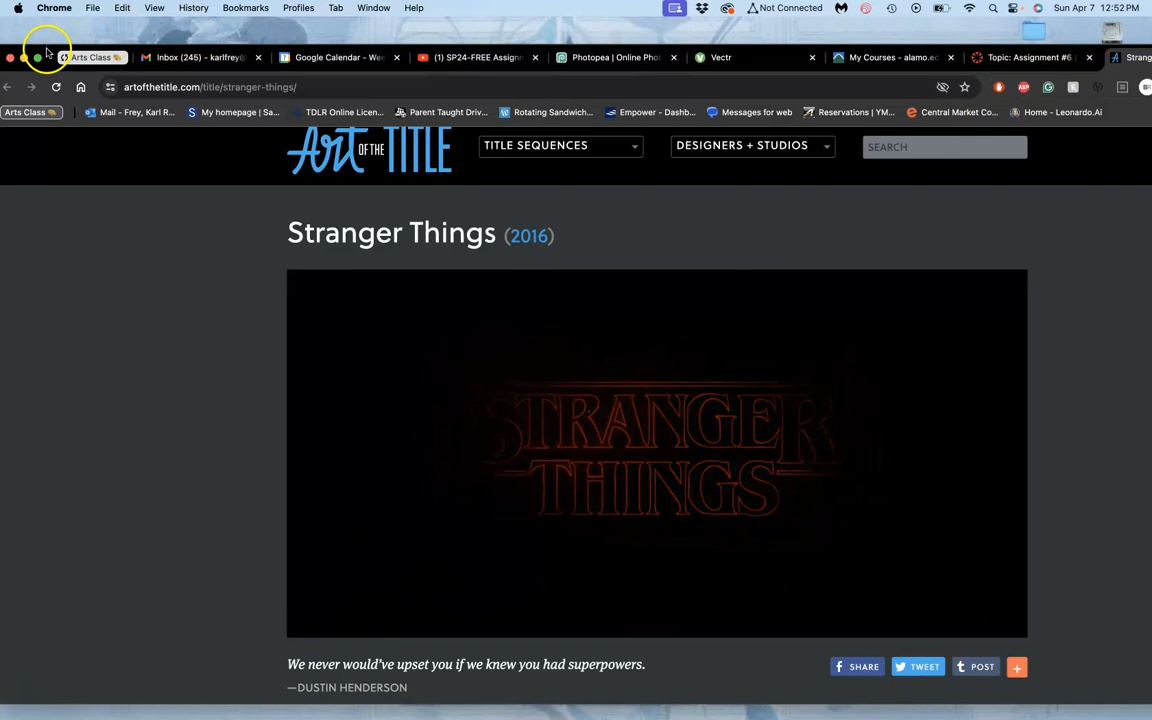 Chrome File Edit View History Bookmarks Profiles Tab Window Help Not Connected Sun Apr 7 12:52 PM
Arts Class Inbox (245) - karlfrey@ Google Calendar - Wee (1) SP24-FREE Assignm Photopea | Online Pho Vectr My Courses - alamo.ed Topic: Assignment #6 Strang
artofthetitle.com/title/stranger-things/ ABP BR
Arts Class Mail - Frey, Karl R... My homepage | Sa... TDLR Online Licen... Parent Taught Driv... Rotating Sandwich... Empower - Dashb... Messages for web Reservations | YM... Central Market Co... Home - Leonardo.Ai
Art OF THE TITLE TITLE SEQUENCES DESIGNERS + STUDIOS SEARCH
Stranger Things (2016)
STRANGER
THINGS
We never would've upset you if we knew you had superpowers.
—DUSTIN HENDERSON
f SHARE TWEET t POST +